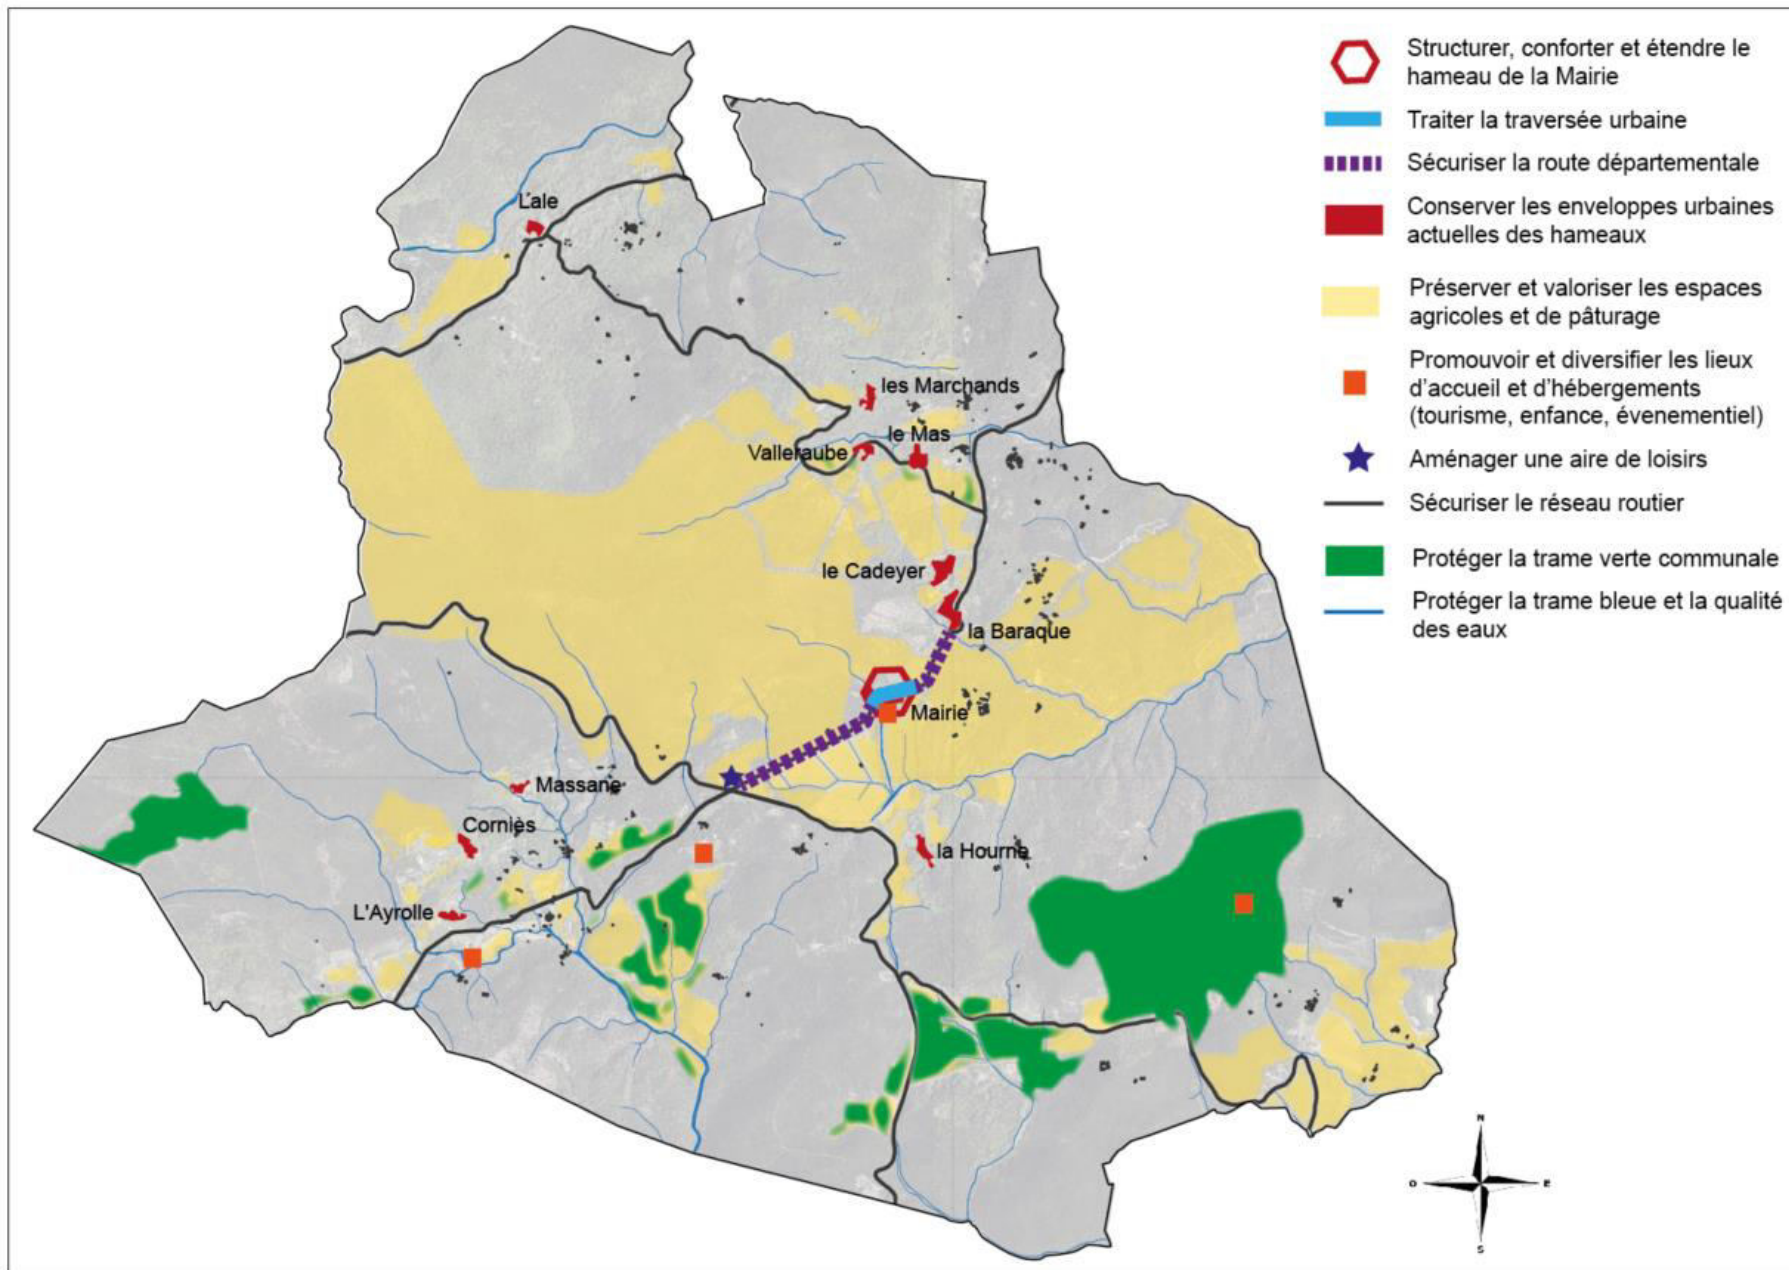 Structurer, conforter et étendre le
hameau de la Mairie
Traiter la traversée urbaine
Sécuriser la route départementale
Conserver les enveloppes urbaines
actuelles des hameaux
Préserver et valoriser les espaces
agricoles et de pâturage
Promouvoir et diversifier les lieux
d'accueil et d'hébergements
(tourisme, enfance, évenementiel)
Aménager une aire de loisirs
Sécuriser le réseau routier
Protéger la trame verte communale
Protéger la trame bleue et la qualité
des eaux
Lale
les Marchands
le Mas
Valleraube
le Cadeyer
la Baraque
Mairie
Massane
Corniès
la Hourne
L'Ayrolle
N
O
E
S